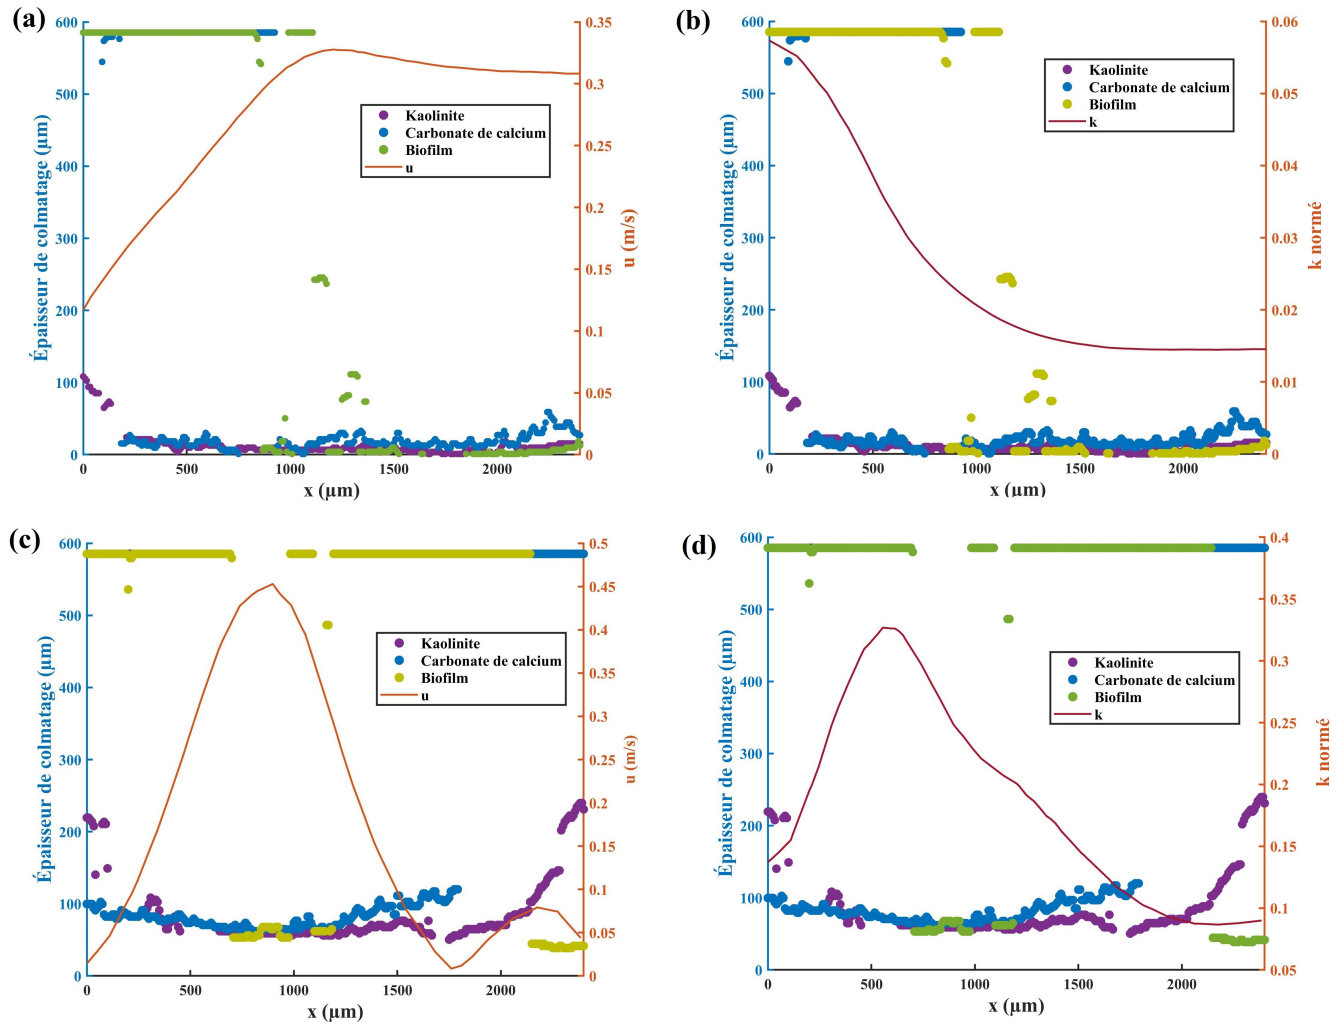 (a)
600
500
400
300
200
100
0
Épaisseur de colmatage (µm)
Kaolinite
Carbonate de calcium
Biofilm
u
0.35
0.3
0.25
0.2
0.15
0.1
0.05
0
u (m/s)
0 500 1000 1500 2000
x (µm)
(b)
600
500
400
300
200
100
0
Épaisseur de colmatage (µm)
Kaolinite
Carbonate de calcium
Biofilm
k
0.06
0.05
0.04
0.03
0.02
0.01
0
k normé
0 500 1000 1500 2000
x (µm)
(c)
600
500
400
300
200
100
0
Épaisseur de colmatage (µm)
Kaolinite
Carbonate de calcium
Biofilm
u
0.5
0.45
0.4
0.35
0.3
0.25
0.2
0.15
0.1
0.05
0
u (m/s)
0 500 1000 1500 2000
x (µm)
(d)
600
500
400
300
200
100
0
Épaisseur de colmatage (µm)
Kaolinite
Carbonate de calcium
Biofilm
k
0.4
0.35
0.3
0.25
0.2
0.15
0.1
0.05
k normé
0 500 1000 1500 2000
x (µm)